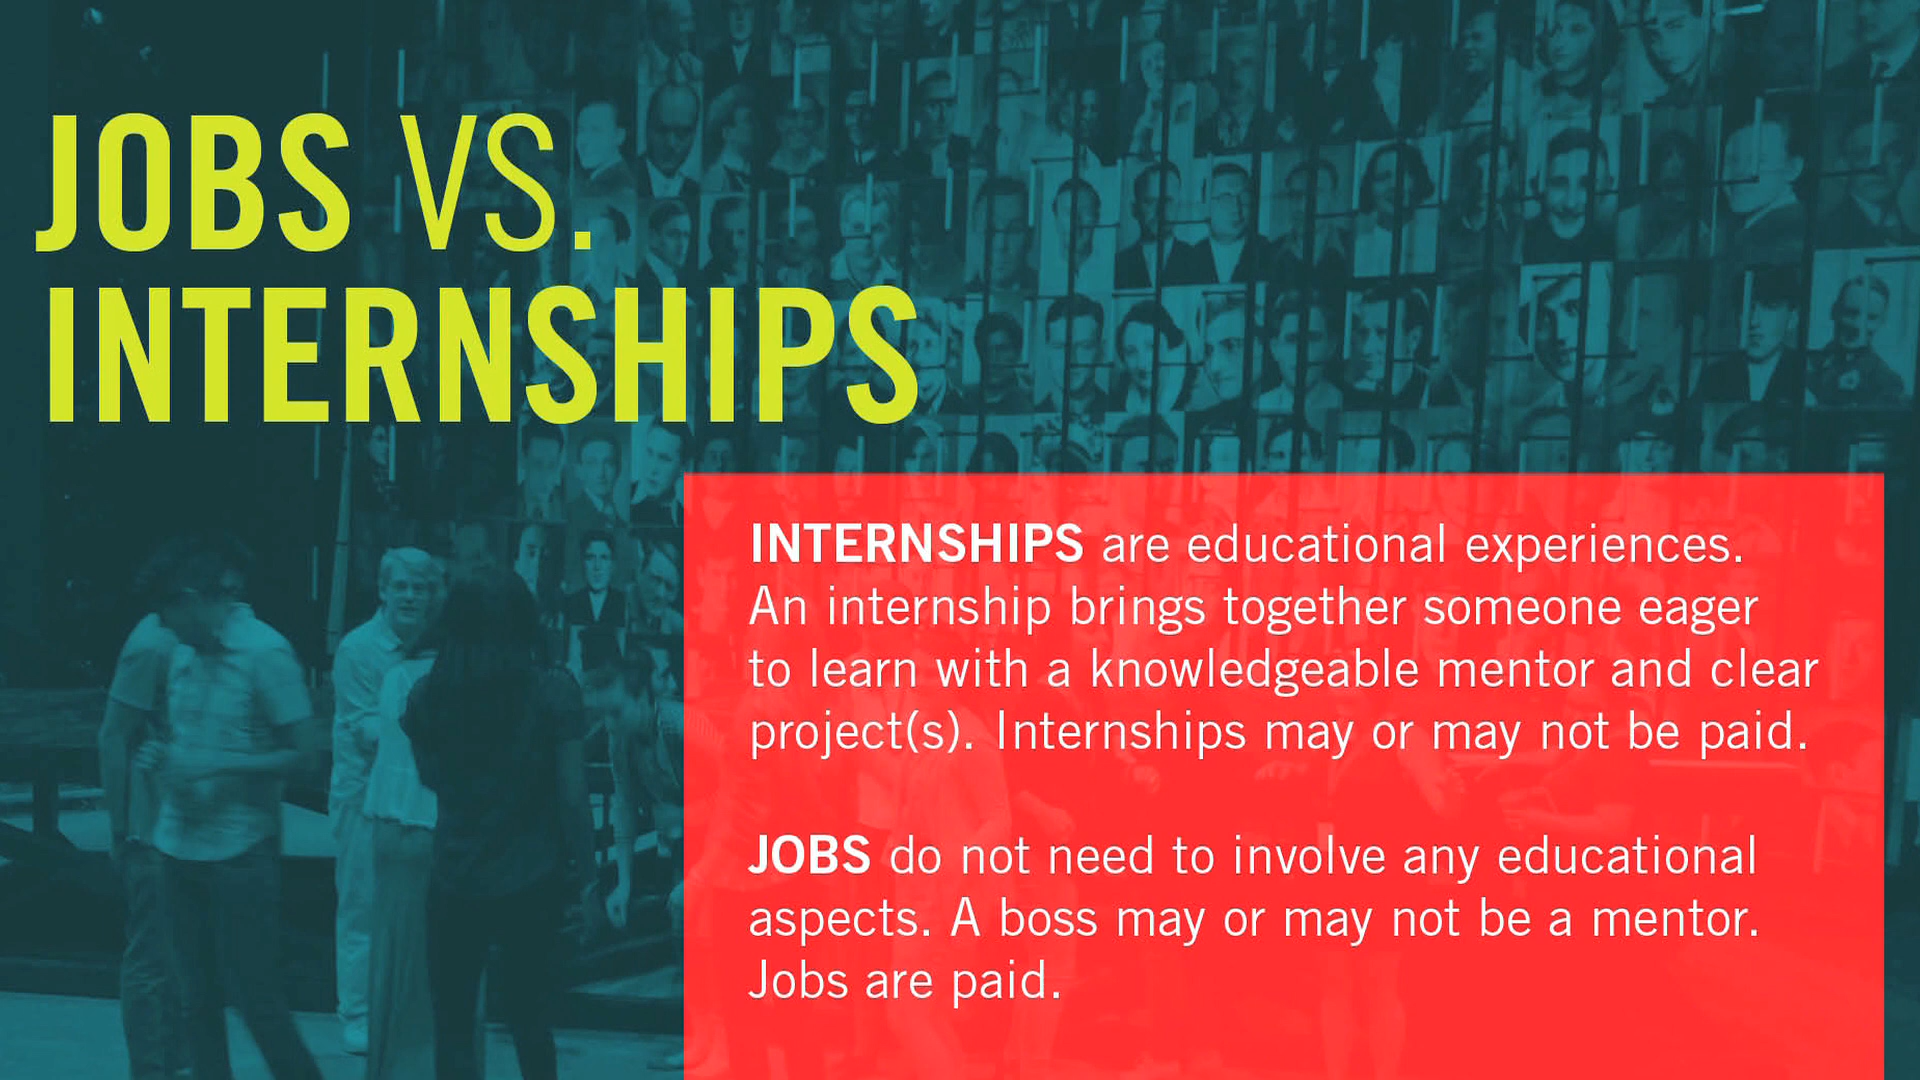 JOBS VS.
INTERNSHIPS
INTERNSHIPS are educational experiences.
An internship brings together someone eager
to learn with a knowledgeable mentor and clear
project(s). Internships may or may not be paid.
JOBS do not need to involve any educational
aspects. A boss may or may not be a mentor.
Jobs are paid.